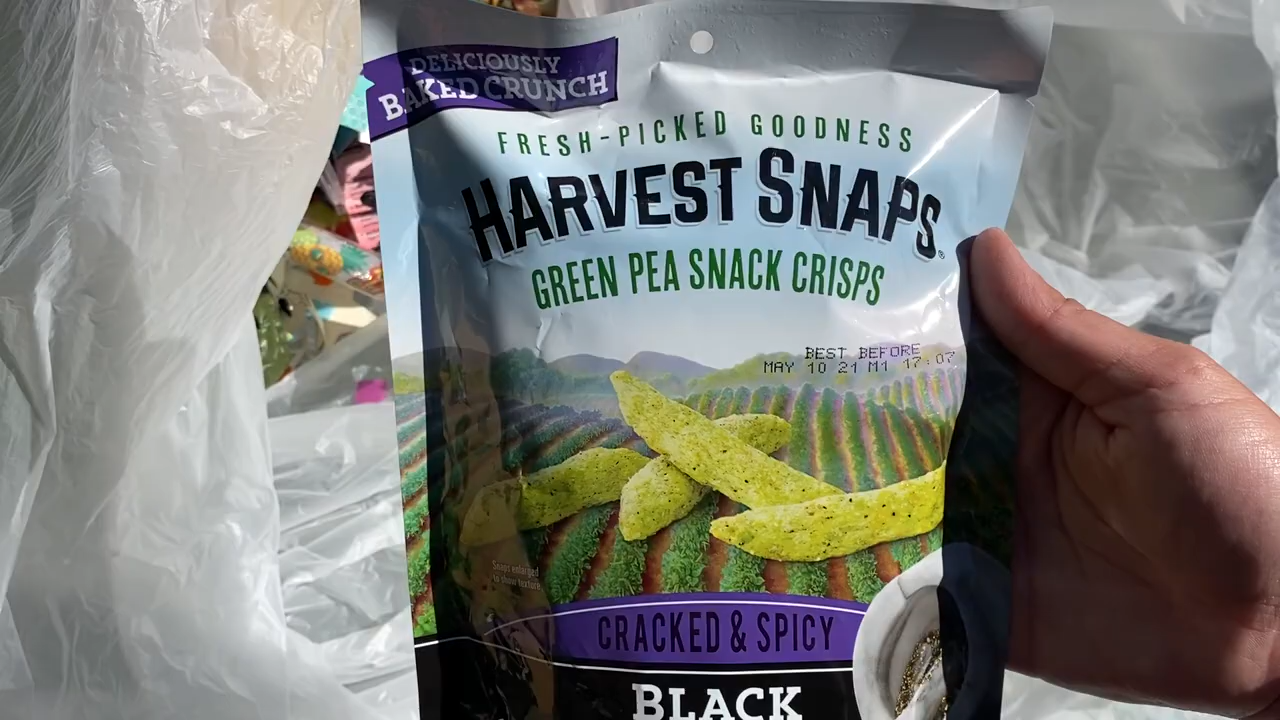 DELICIOUSLY
BAKED CRUNCH
FRESH-PICKED GOODNESS
HARVEST SNAPS®
GREEN PEA SNACK CRISPS
BEST BEFORE
MAY 10 21 M1 17:07
Snaps enlarged
to show texture
CRACKED & SPICY
BLACK